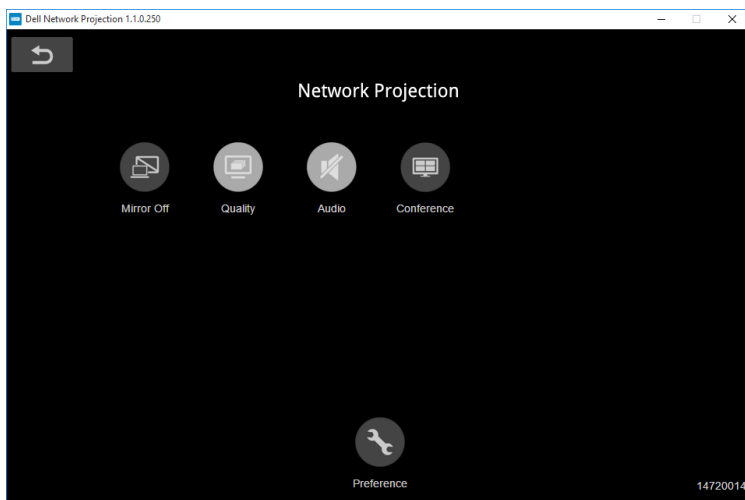 Dell Network Projection 1.1.0.250
Network Projection
Mirror Off
Quality
Audio
Conference
Preference
14720014